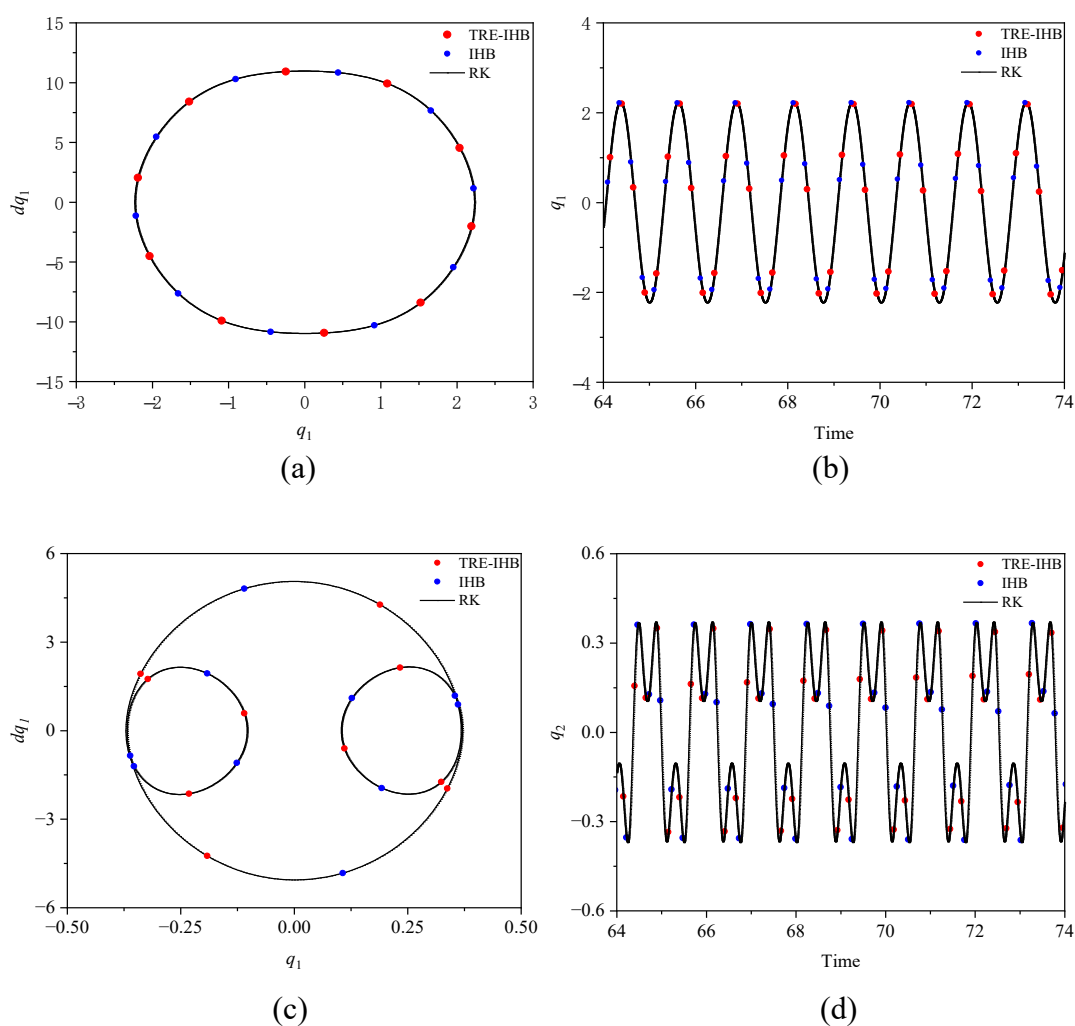 15
10
5
0
−5
−10
−15
−3
−2
−1
0
1
2
3
dq1
q1
TRE-IHB
IHB
RK
(a)
4
2
0
−2
−4
64
66
68
70
72
74
q1
Time
TRE-IHB
IHB
RK
(b)
6
3
0
−3
−6
−0.50
−0.25
0.00
0.25
0.50
dq1
q1
TRE-IHB
IHB
RK
(c)
0.6
0.3
0.0
−0.3
−0.6
64
66
68
70
72
74
q2
Time
TRE-IHB
IHB
RK
(d)